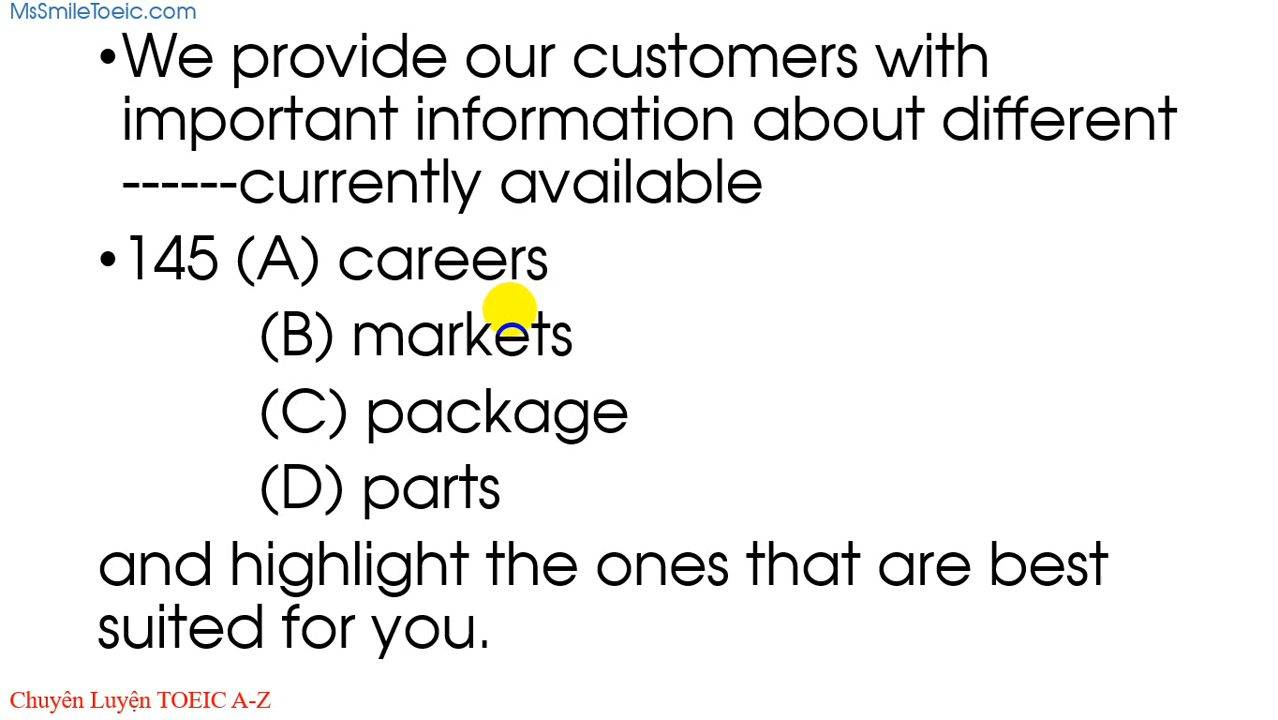 MsSmileToeic.com
•We provide our customers with
important information about different
------currently available
•145 (A) careers
(B) markets
(C) package
(D) parts
and highlight the ones that are best
suited for you.
Chuyên Luyện TOEIC A-Z